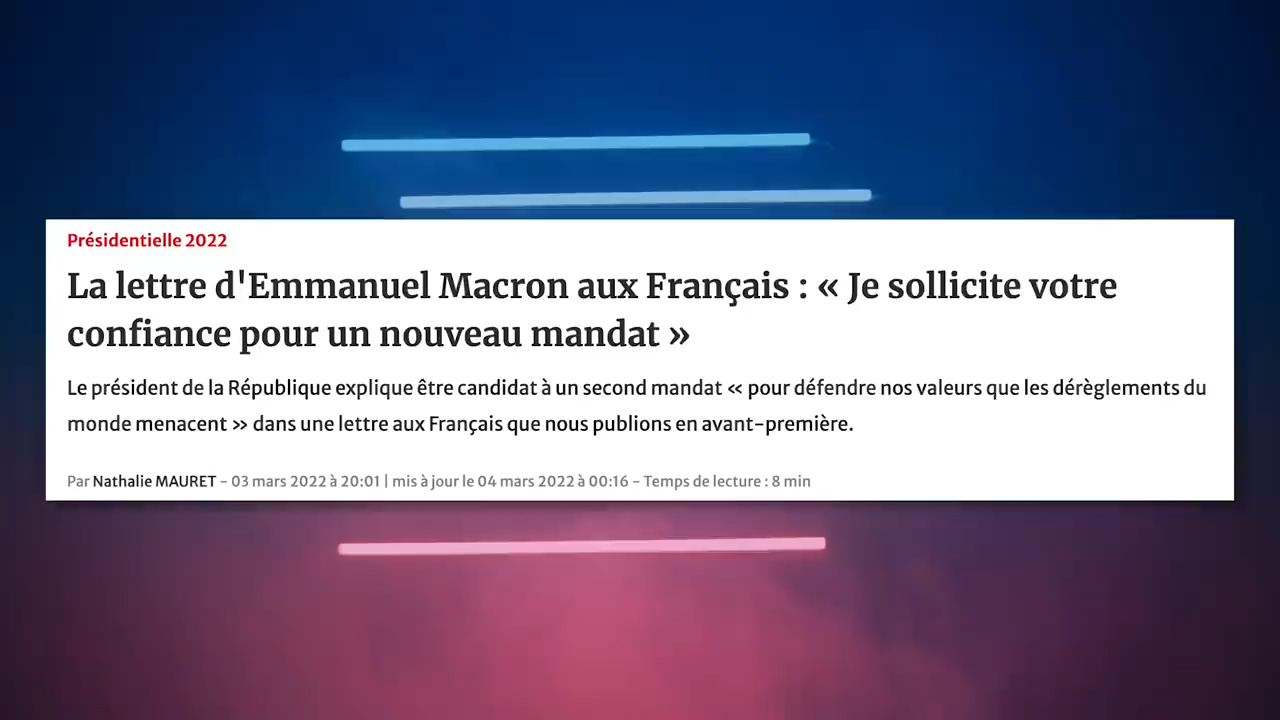 Présidentielle 2022
La lettre d'Emmanuel Macron aux Français : « Je sollicite votre
confiance pour un nouveau mandat »
Le président de la République explique être candidat à un second mandat « pour défendre nos valeurs que les dérèglements du
monde menacent » dans une lettre aux Français que nous publions en avant-première.
Par Nathalie MAURET - 03 mars 2022 à 20:01 | mis à jour le 04 mars 2022 à 00:16 - Temps de lecture : 8 min